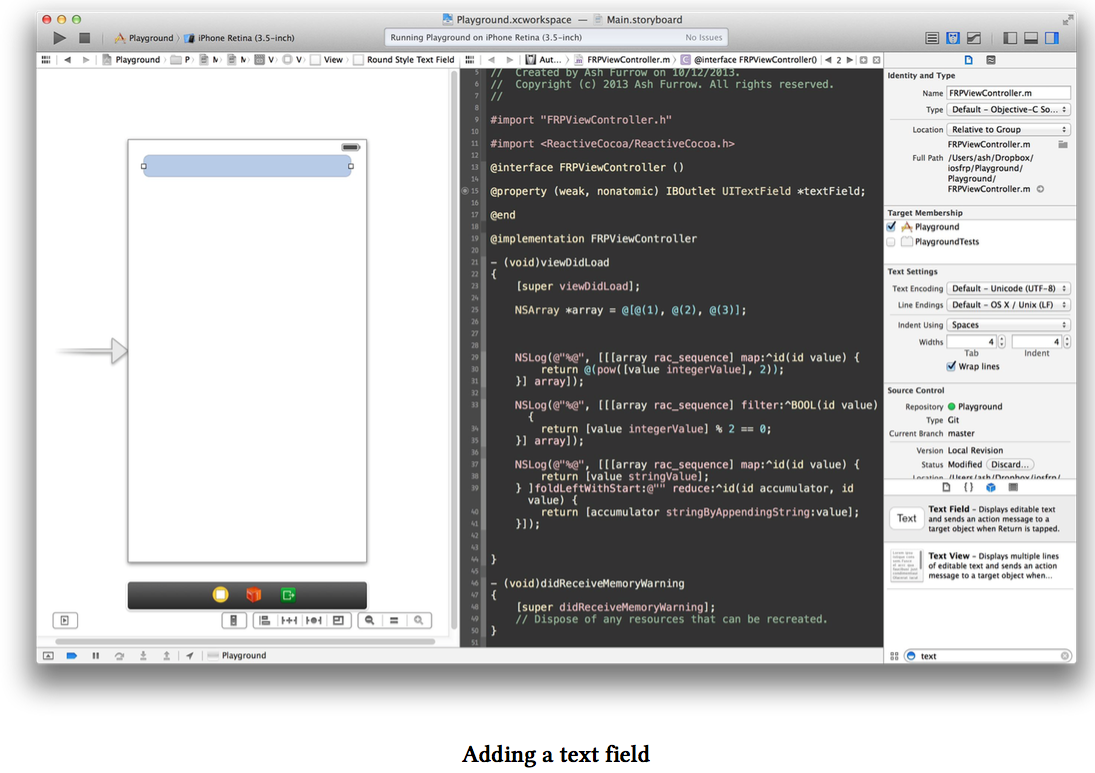 Playground.xcworkspace — Main.storyboard
Playground iPhone Retina (3.5-inch)
Running Playground on iPhone Retina (3.5-inch) No Issues
Playground P M M V V View Round Style Text Field
Aut... FRPViewController.m @interface FRPViewController() 2
5 // Created by Ash Furrow on 10/12/2013.
6 // Copyright (c) 2013 Ash Furrow. All rights reserved.
7 //
8
9 #import "FRPViewController.h"
10
11 #import <ReactiveCocoa/ReactiveCocoa.h>
12
13 @interface FRPViewController ()
14
15 @property (weak, nonatomic) IBOutlet UITextField *textField;
16
17 @end
18
19 @implementation FRPViewController
20
21 - (void)viewDidLoad
22 {
23 [super viewDidLoad];
24
25 NSArray *array = @[@(1), @(2), @(3)];
26
27
28
29 NSLog(@"%@", [[[array rac_sequence] map:^id(id value) {
30 return @(pow([value integerValue], 2));
31 }] array]);
32
33 NSLog(@"%@", [[[array rac_sequence] filter:^BOOL(id value)
{
34 return [value integerValue] % 2 == 0;
35 }] array]);
36
37 NSLog(@"%@", [[[array rac_sequence] map:^id(id value) {
38 return [value stringValue];
39 } ]foldLeftWithStart:@"" reduce:^id(id accumulator, id
value) {
40 return [accumulator stringByAppendingString:value];
41 }]);
42
43
44 }
45
46 - (void)didReceiveMemoryWarning
47 {
48 [super didReceiveMemoryWarning];
49 // Dispose of any resources that can be recreated.
50 }
51
Identity and Type
Name FRPViewController.m
Type Default - Objective-C So...
Location Relative to Group
FRPViewController.m
Full Path /Users/ash/Dropbox/
iosfrp/Playground/
Playground/
FRPViewController.m
Target Membership
Playground
PlaygroundTests
Text Settings
Text Encoding Default - Unicode (UTF-8)
Line Endings Default - OS X / Unix (LF)
Indent Using Spaces
Widths 4 4
Tab Indent
Wrap lines
Source Control
Repository Playground
Type Git
Current Branch master
Version Local Revision
Status Modified Discard...
Location /Users/ash/Dropbox/iosfrp/
{}
Text Text Field - Displays editable text
and sends an action message to a
target object when Return is tapped.
Text View - Displays multiple lines
of editable text and sends an action
message to a target object when...
Playground
text
Adding a text field